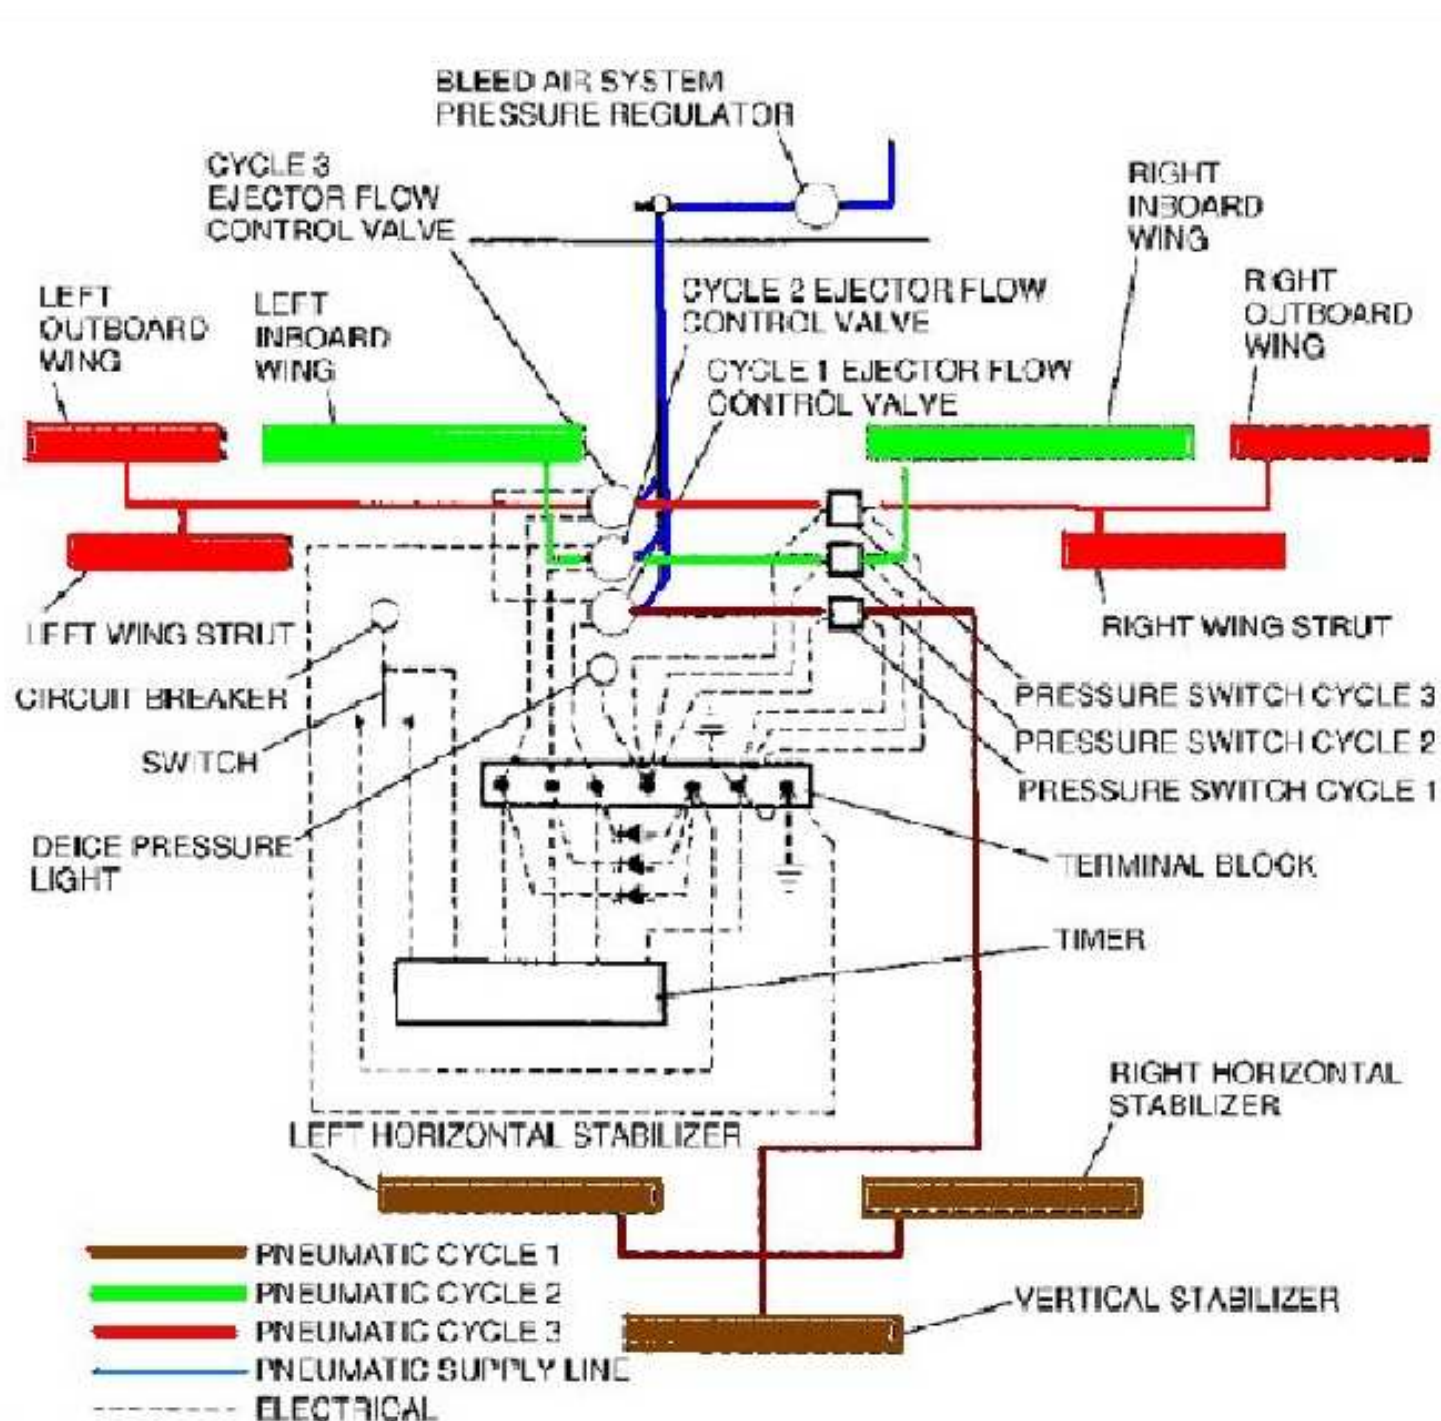 BLEED AIR SYSTEM
PRESSURE REGULATOR
CYCLE 3
EJECTOR FLOW
CONTROL VALVE
RIGHT
INBOARD
WING
LEFT
OUTBOARD
WING
LEFT
INBOARD
WING
CYCLE 2 EJECTOR FLOW
CONTROL VALVE
RIGHT
OUTBOARD
WING
CYCLE 1 EJECTOR FLOW
CONTROL VALVE
LEFT WING STRUT
RIGHT WING STRUT
CIRCUIT BREAKER
PRESSURE SWITCH CYCLE 3
SWITCH
PRESSURE SWITCH CYCLE 2
PRESSURE SWITCH CYCLE 1
DEICE PRESSURE
LIGHT
TERMINAL BLOCK
TIMER
RIGHT HORIZONTAL
STABILIZER
LEFT HORIZONTAL STABILIZER
PNEUMATIC CYCLE 1
PNEUMATIC CYCLE 2
VERTICAL STABILIZER
PNEUMATIC CYCLE 3
PNEUMATIC SUPPLY LINE
ELECTRICAL